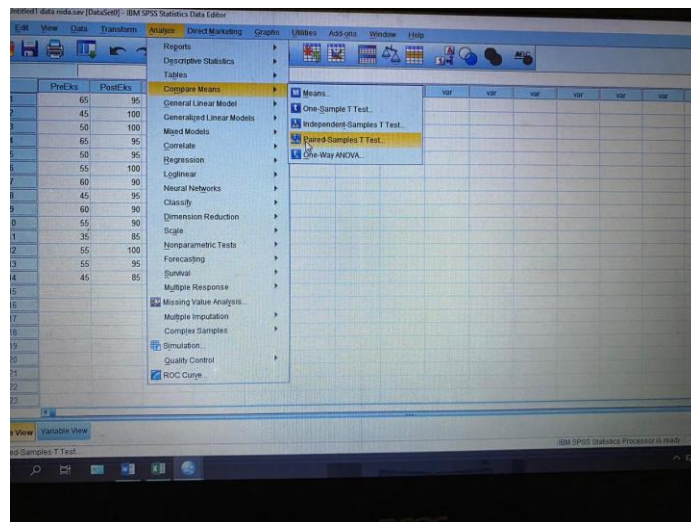 data nida.sav [DataSet0] - IBM SPSS Statistics Data Editor
Edit View Data Transform Analyze Direct Marketing Graphs Utilities Add-ons Window Help
Reports
Descriptive Statistics
Tables
Compare Means
General Linear Model
Generalized Linear Models
Mixed Models
Correlate
Regression
Loglinear
Neural Networks
Classify
Dimension Reduction
Scale
Nonparametric Tests
Forecasting
Survival
Multiple Response
Missing Value Analysis...
Multiple Imputation
Complex Samples
Simulation...
Quality Control
ROC Curve...
Means...
One-Sample T Test...
Independent-Samples T Test...
Paired-Samples T Test...
One-Way ANOVA...
PreEks PostEks var var var var var var
65 95
45 100
50 100
65 95
50 95
55 100
60 90
45 95
60 90
55 90
35 85
55 100
55 95
45 85
View Variable View
IBM SPSS Statistics Processor is ready